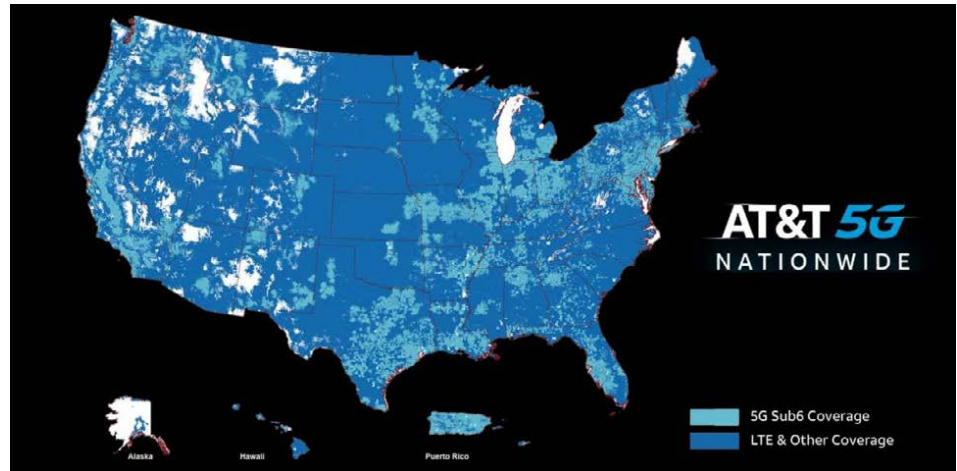 AT&T 5G
NATIONWIDE
5G Sub6 Coverage
LTE & Other Coverage
Alaska
Hawaii
Puerto Rico